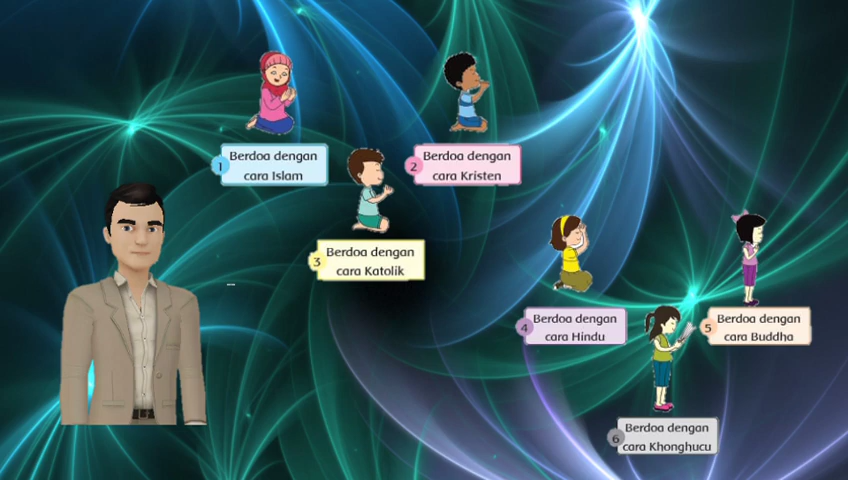 1
Berdoa dengan
cara Islam
2
Berdoa dengan
cara Kristen
3
Berdoa dengan
cara Katolik
4
Berdoa dengan
cara Hindu
5
Berdoa dengan
cara Buddha
6
Berdoa dengan
cara Khonghucu